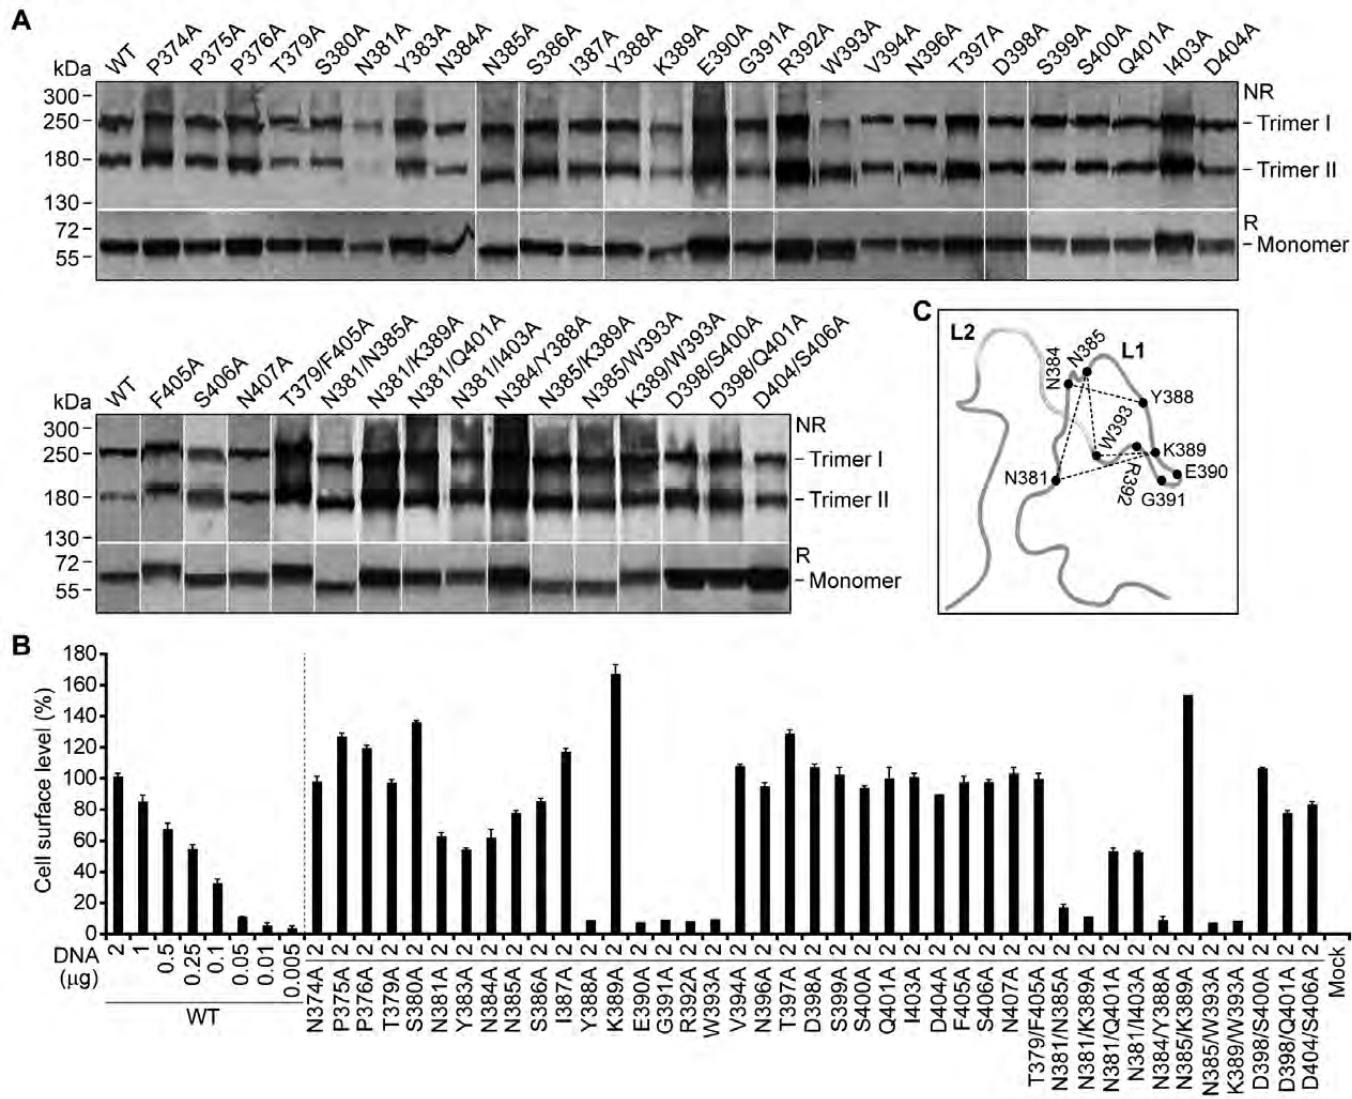 A
WT P374A P375A P376A T379A S380A N381A Y383A N384A N385A S386A I387A Y388A K389A E390A G391A R392A W393A V394A N396A T397A D398A S399A S400A Q401A I403A D404A
kDa
300
250
180
130
72
55
NR
Trimer I
Trimer II
R
Monomer
WT F405A S406A N407A T379/F405A N381/N385A N381/K389A N381/Q401A N381/I403A N384/Y388A N385/K389A N385/W393A K389/W393A D398/S400A D398/Q401A D404/S406A
kDa
300
250
180
130
72
55
NR
Trimer I
Trimer II
R
Monomer
C
L2
L1
N384
N385
Y388
W393
K389
E390
N381
R392
G391
B
Cell surface level (%)
180
160
140
120
100
80
60
40
20
0
DNA
(µg)
2 1 0.5 0.25 0.1 0.05 0.01 0.005 2 2 2 2 2 2 2 2 2 2 2 2 2 2 2 2 2 2 2 2 2 2 2 2 2 2 2 2 2 2 2 2 2 2 2 2 2 2 2 2 2
WT
N374A P375A P376A T379A S380A N381A Y383A N384A N385A S386A I387A Y388A K389A E390A G391A R392A W393A V394A N396A T397A D398A S399A S400A Q401A I403A D404A F405A S406A N407A T379/F405A N381/N385A N381/K389A N381/Q401A N381/I403A N384/Y388A N385/K389A N385/W393A K389/W393A D398/S400A D398/Q401A D404/S406A Mock